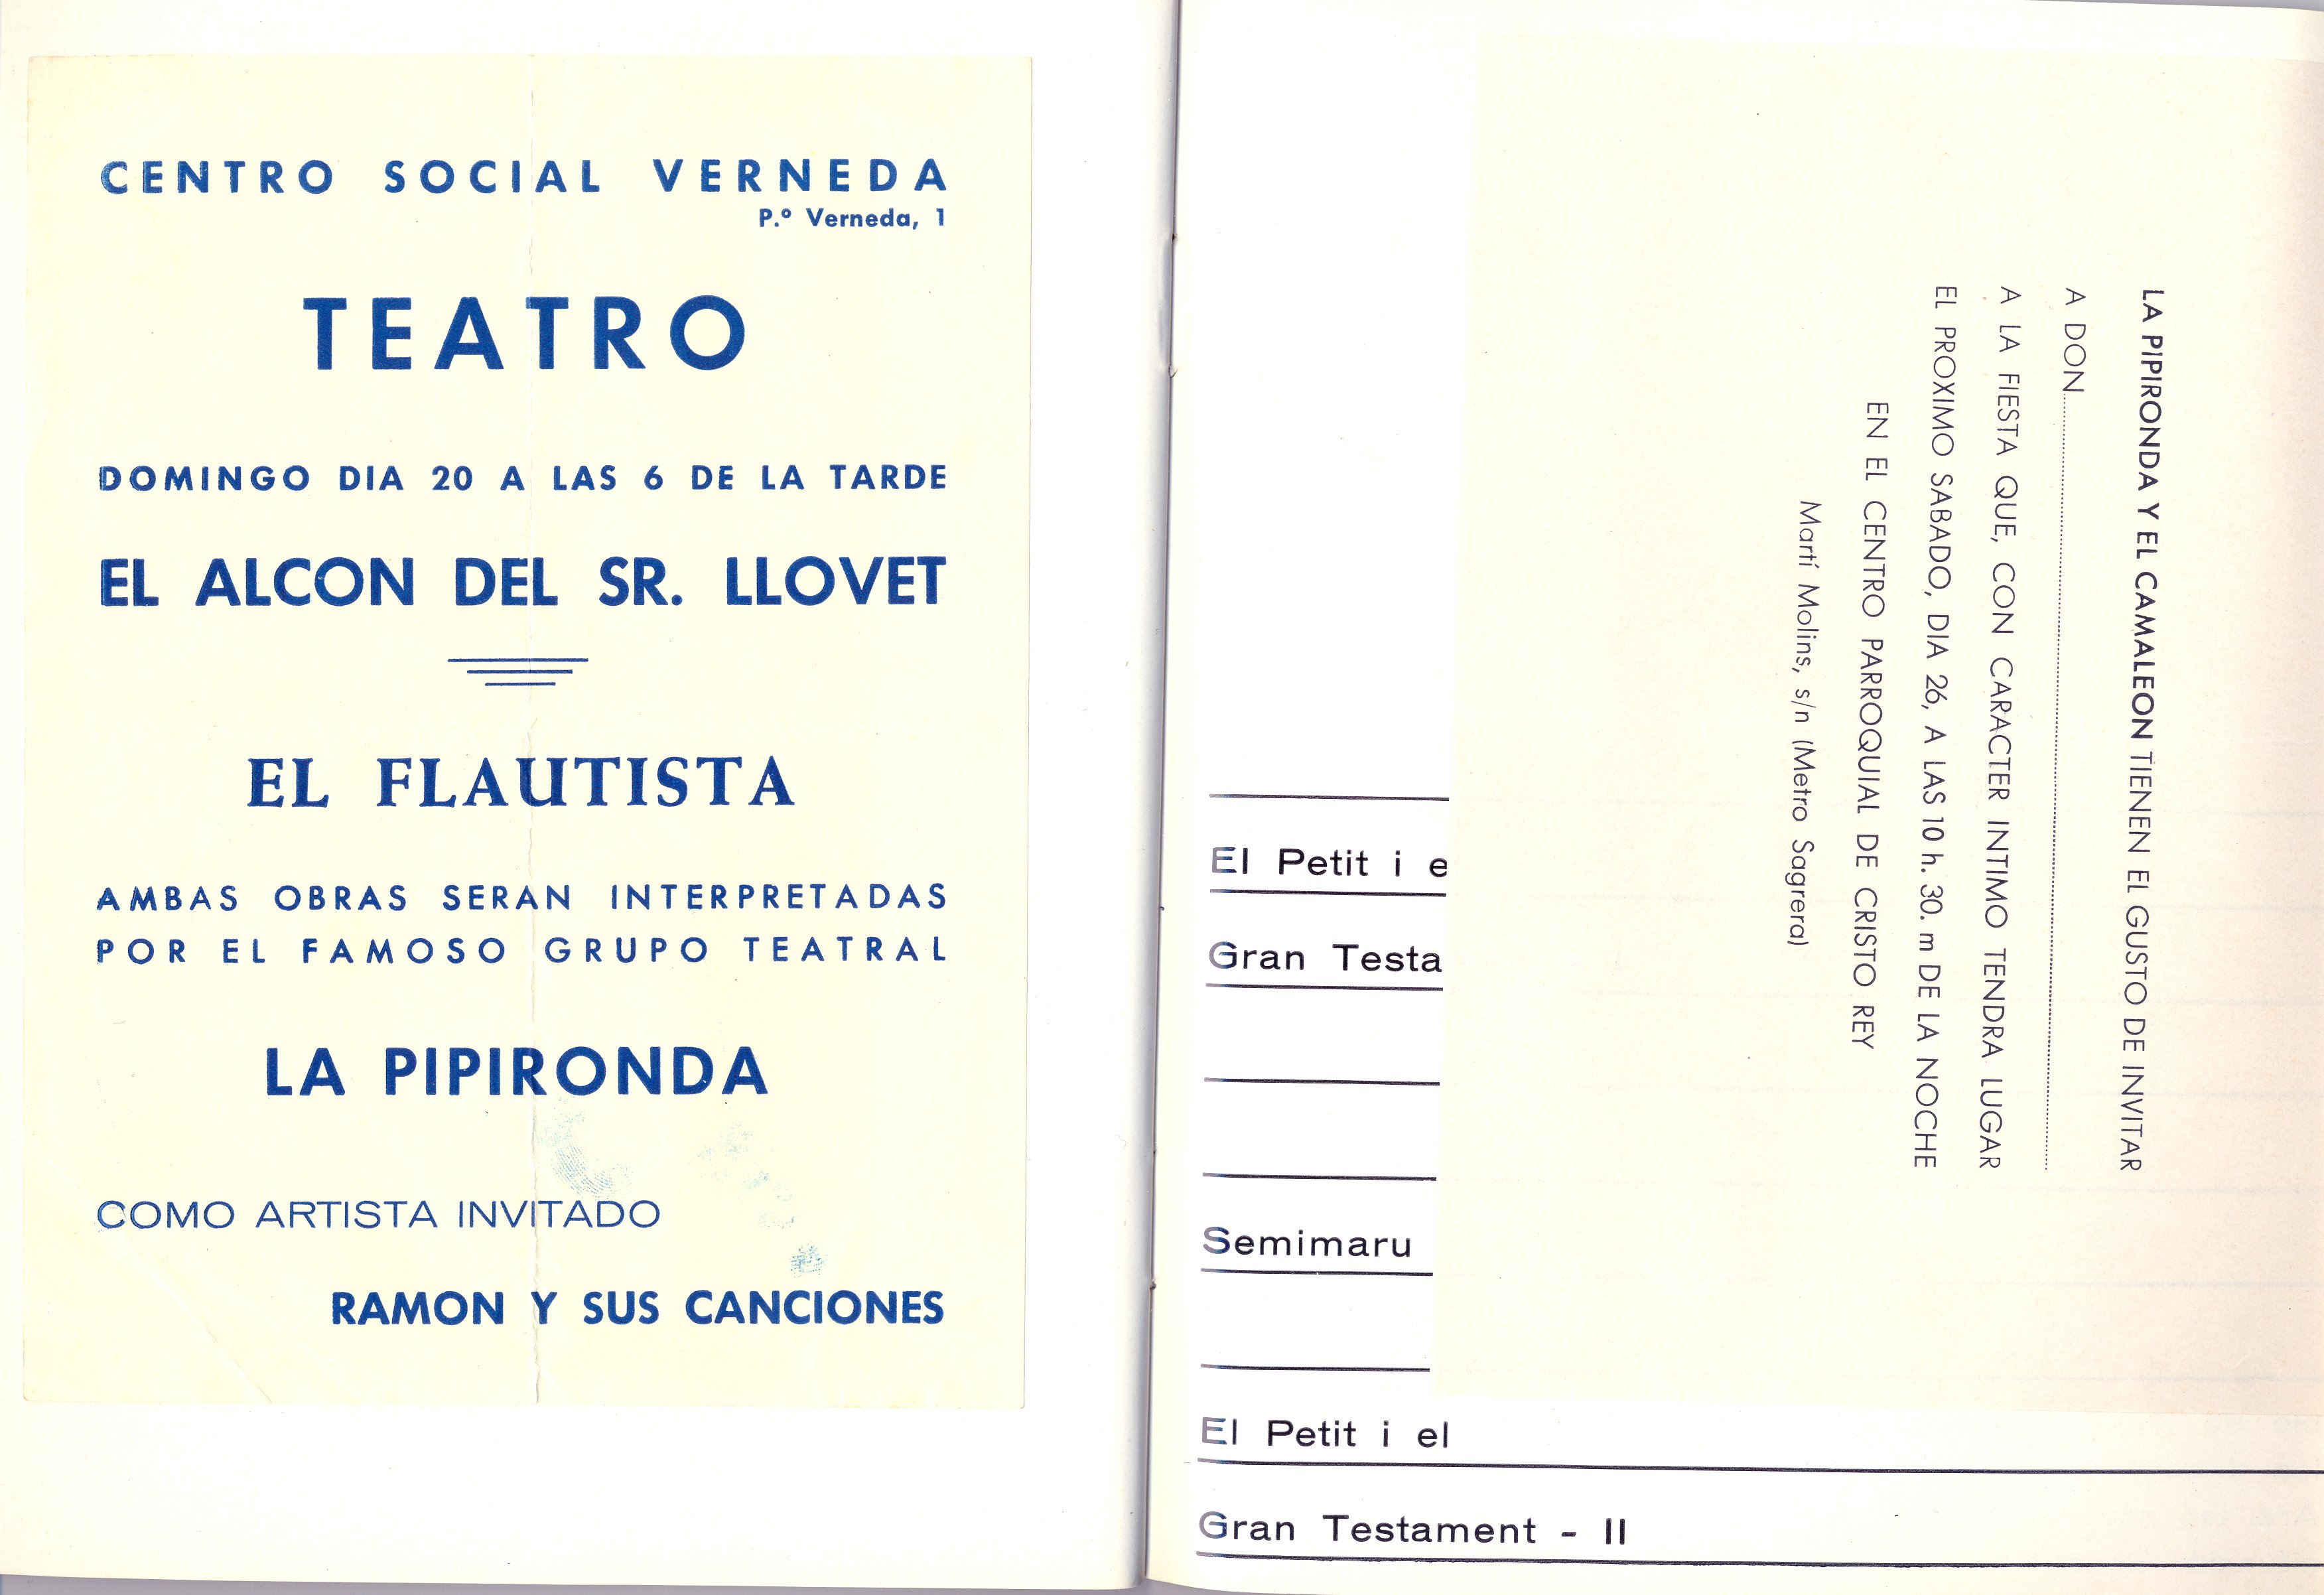 CENTRO SOCIAL VERNEDA
P.º Verneda, 1
TEATRO
DOMINGO DIA 20 A LAS 6 DE LA TARDE
EL ALCON DEL SR. LLOVET
EL FLAUTISTA
AMBAS OBRAS SERAN INTERPRETADAS
POR EL FAMOSO GRUPO TEATRAL
LA PIPIRONDA
COMO ARTISTA INVITADO
RAMON Y SUS CANCIONES
LA PIPIRONDA Y EL CAMALEON TIENEN EL GUSTO DE INVITAR
A DON
A LA FIESTA QUE, CON CARACTER INTIMO TENDRA LUGAR
EL PROXIMO SABADO, DIA 26, A LAS 10 h. 30. m DE LA NOCHE
EN EL CENTRO PARROQUIAL DE CRISTO REY
Martí Molins, s/n (Metro Sagrera)
El Petit i e
Gran Testa
Semimaru
El Petit i el
Gran Testament - II